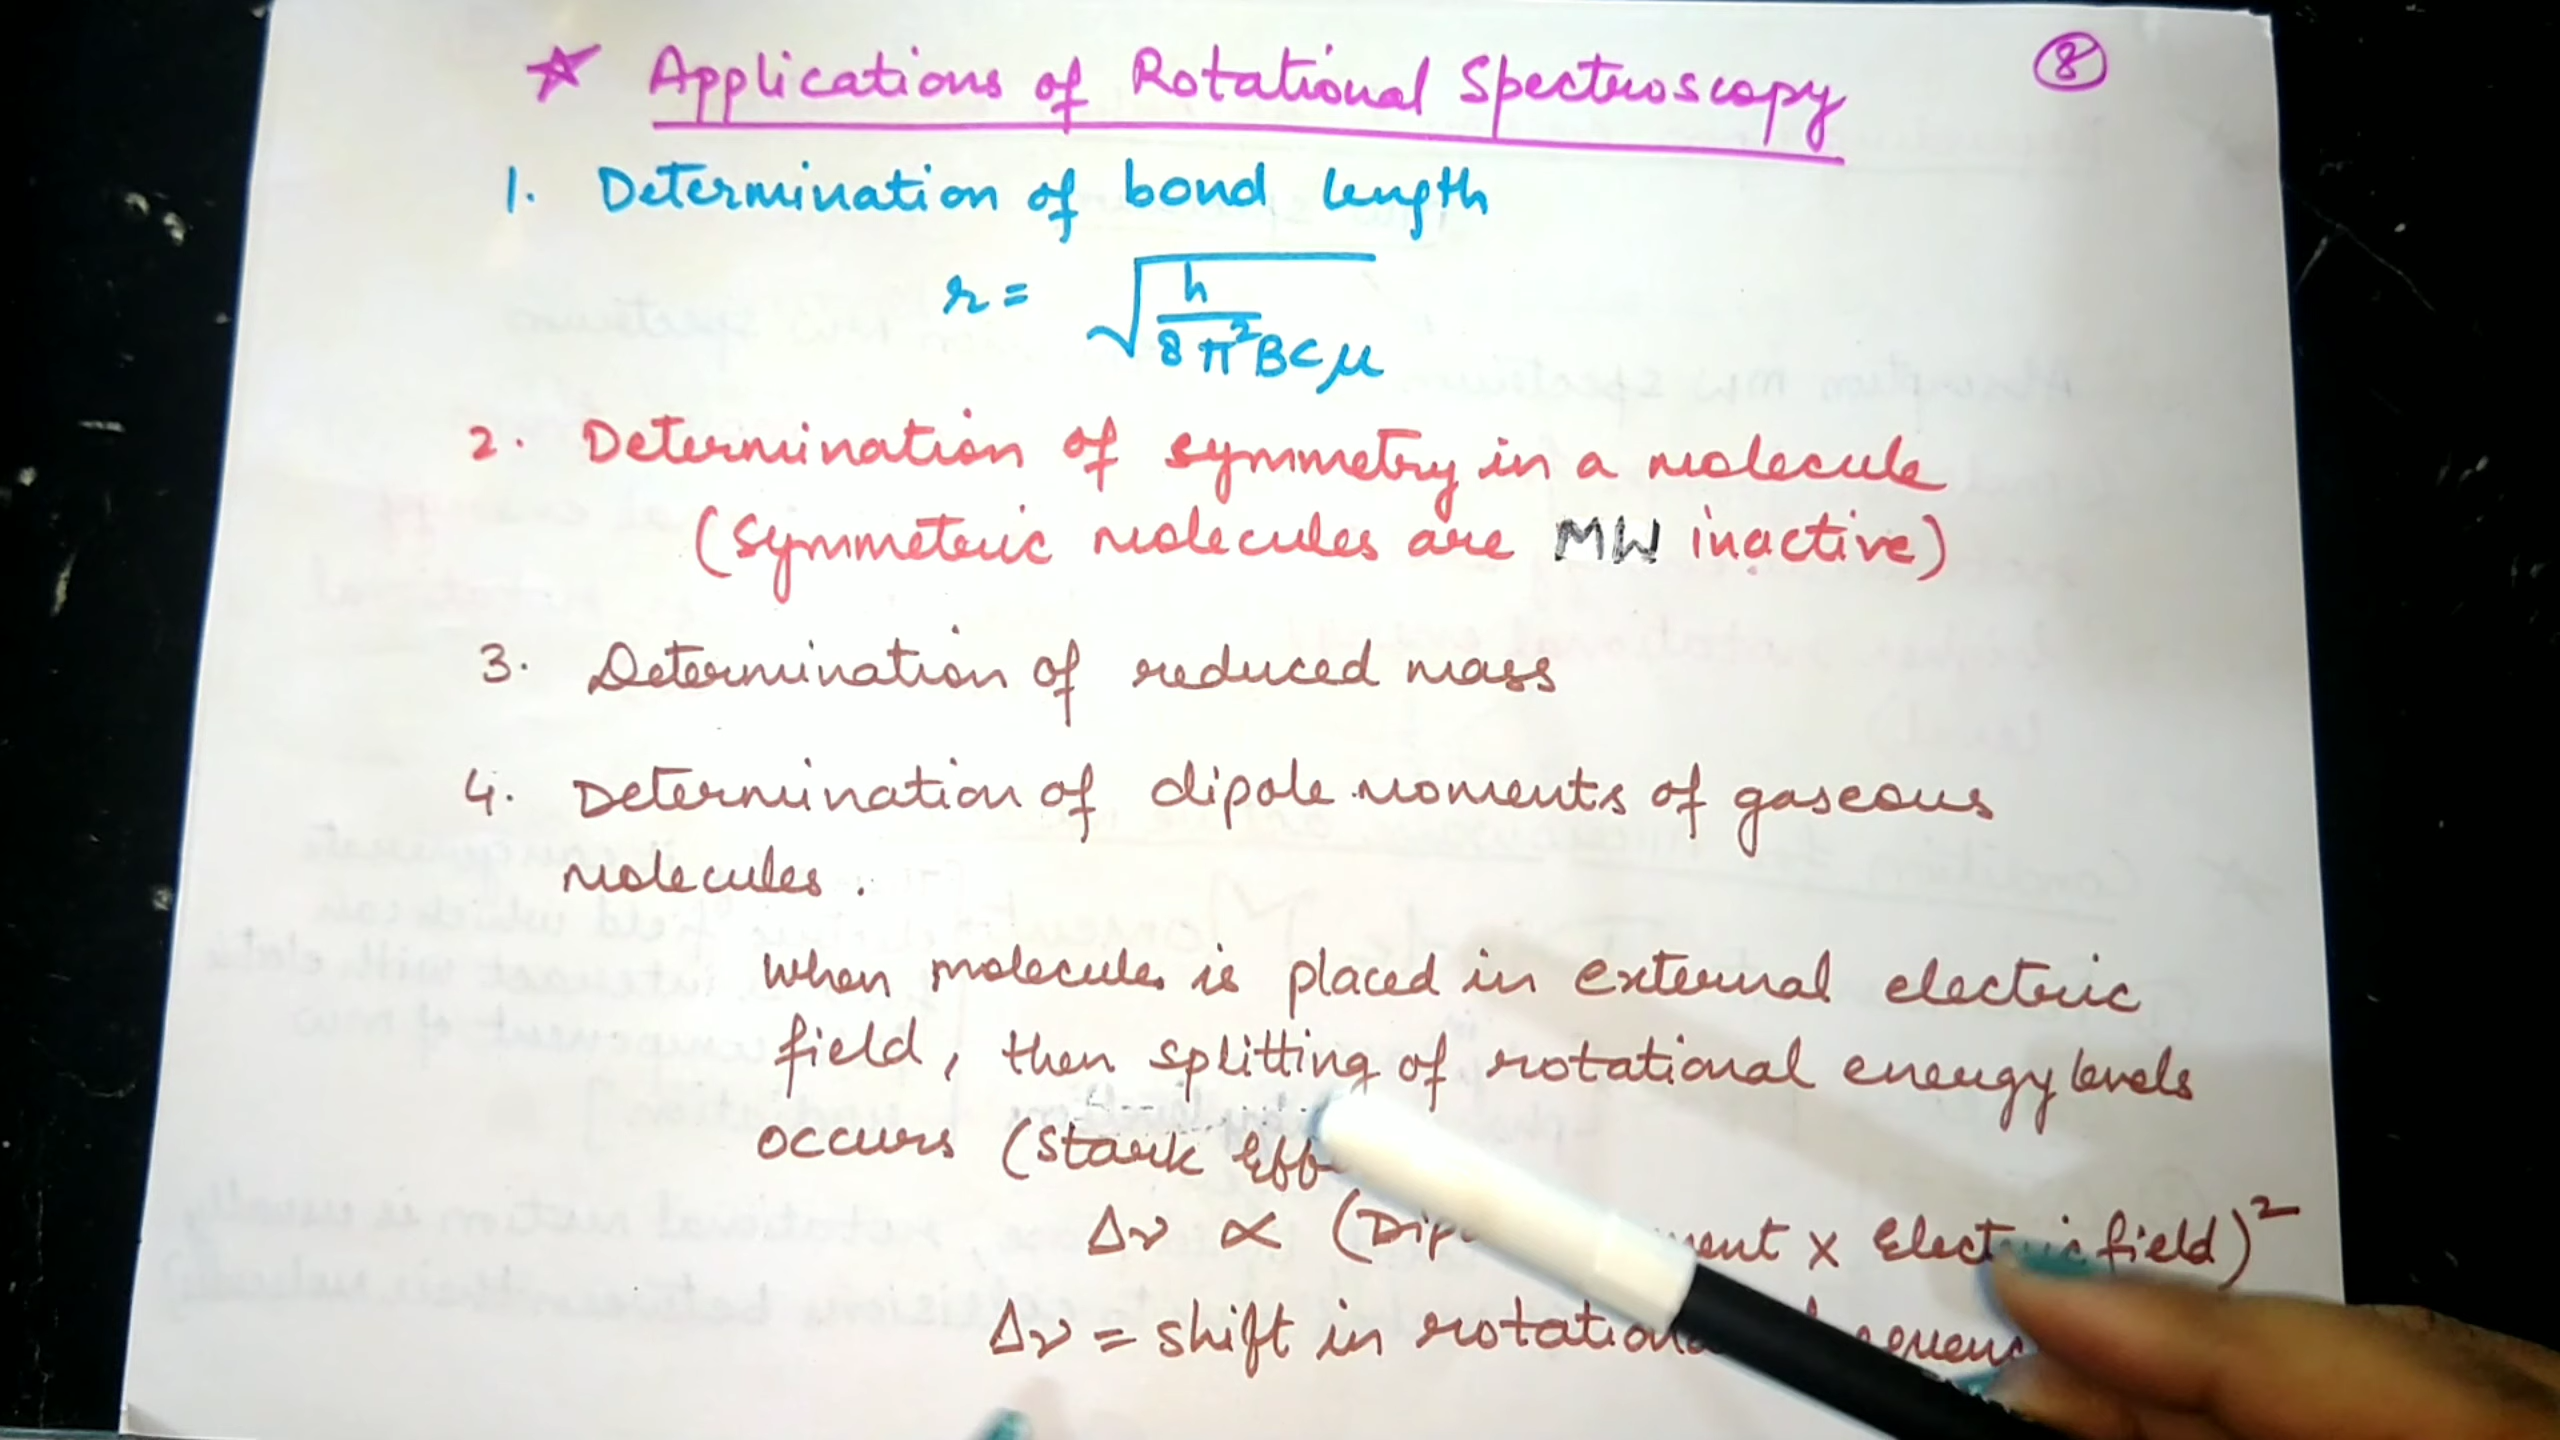 ☆ Applications of Rotational Spectroscopy
8
1. Determination of bond length
r = √(h / 8π²BCμ)
2. Determination of symmetry in a molecule
(Symmetric molecules are MW inactive)
3. Determination of reduced mass
4. Determination of dipole moments of gaseous
molecules.
When molecule is placed in external electric
field, then splitting of rotational energy levels
occurs (Stark
Δν ∝ ( x Electric field)²
Δν = shift in